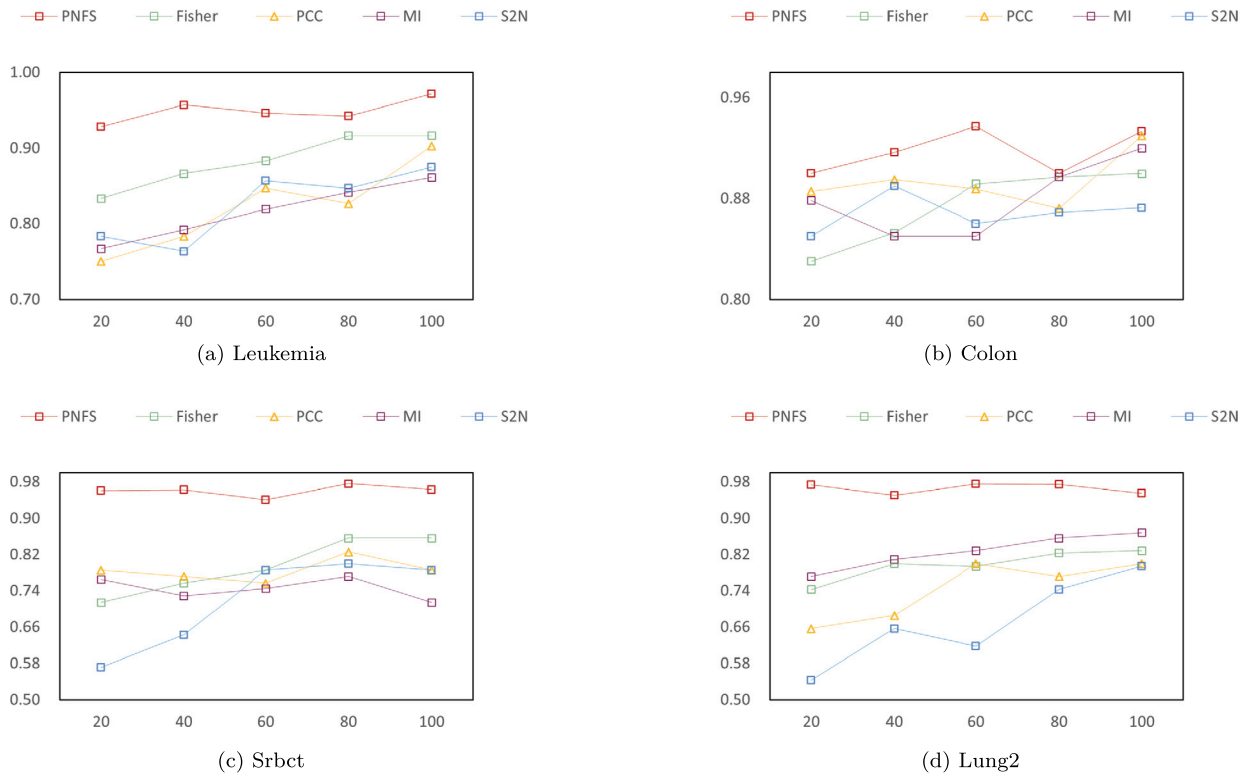 PNFS Fisher PCC MI S2N
1.00
0.90
0.80
0.70
20 40 60 80 100
(a) Leukemia
PNFS Fisher PCC MI S2N
0.96
0.88
0.80
20 40 60 80 100
(b) Colon
PNFS Fisher PCC MI S2N
0.98
0.90
0.82
0.74
0.66
0.58
0.50
20 40 60 80 100
(c) Srbct
PNFS Fisher PCC MI S2N
0.98
0.90
0.82
0.74
0.66
0.58
0.50
20 40 60 80 100
(d) Lung2